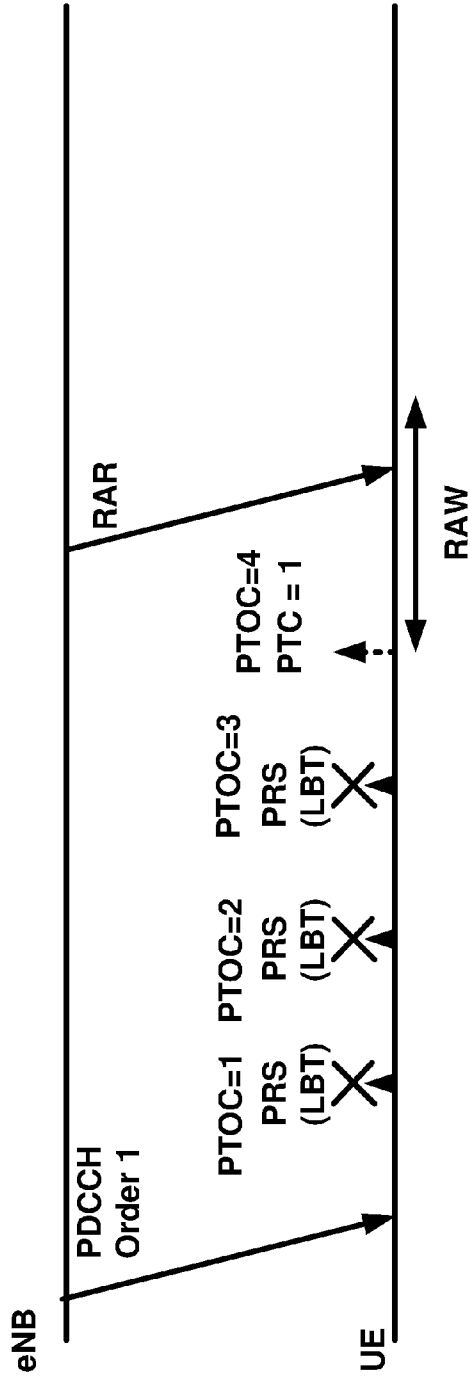 eNB
PDCCH
Order 1
RAR
PTOC=1
PRS
(LBT)
PTOC=2
PRS
(LBT)
PTOC=3
PRS
(LBT)
PTOC=4
PTC = 1
UE
RAW